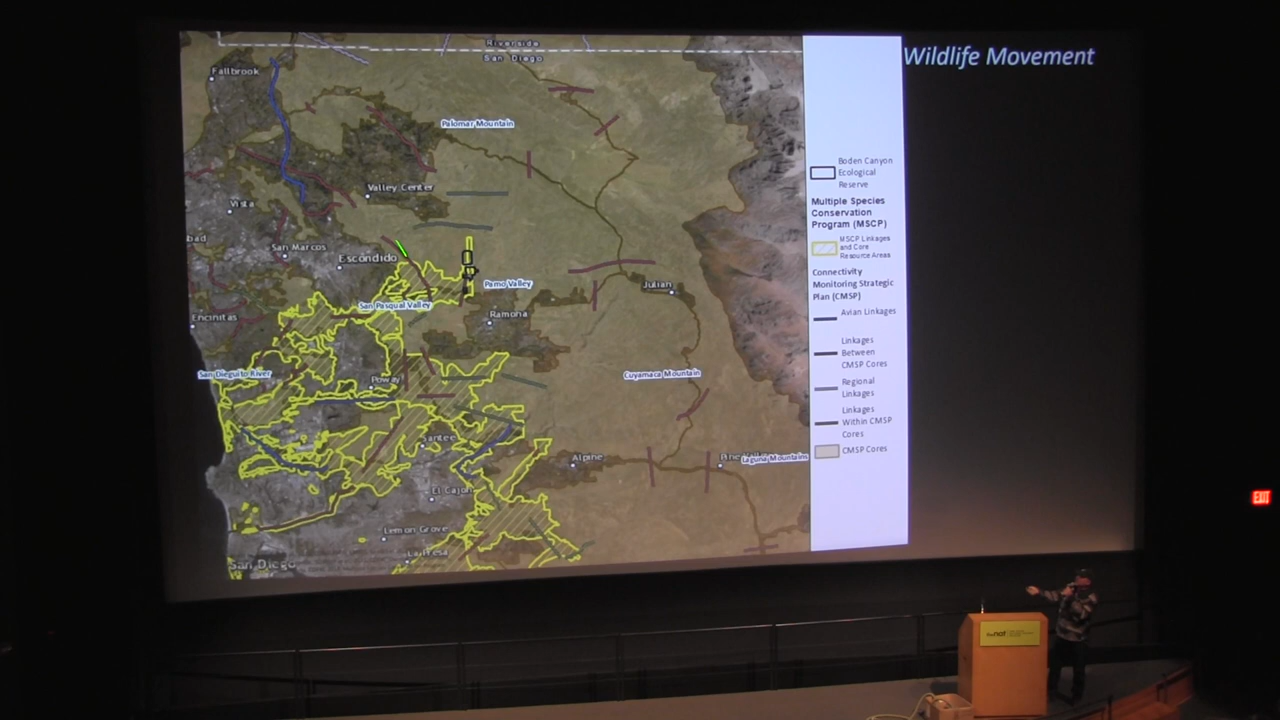 Wildlife Movement
Riverside
San Diego
Fallbrook
Palomar Mountain
Valley Center
Vista
bad
San Marcos
Escondido
Pamo Valley
Julian
San Pasqual Valley
Encinitas
Ramona
San Dieguito River
Poway
Cuyamaca Mountain
Santee
Alpine
Pine
Laguna Mountains
El Cajon
Lemon Grove
La Presa
San Diego
Boden Canyon
Ecological
Reserve
Multiple Species
Conservation
Program (MSCP)
MSCP Linkages
and Core
Resource Areas
Connectivity
Monitoring Strategic
Plan (CMSP)
Avian Linkages
Linkages
Between
CMSP Cores
Regional
Linkages
Linkages
Within CMSP
Cores
CMSP Cores
EXIT
thenat